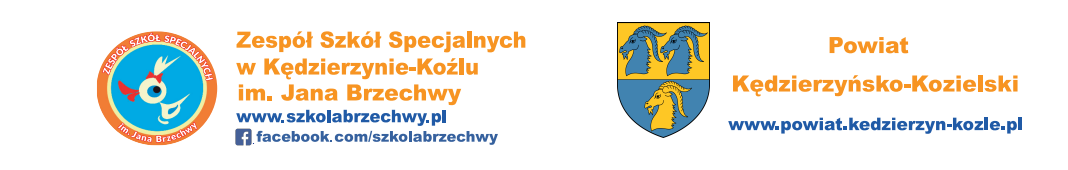 ZESPÓŁ SZKÓŁ SPECJALNYCH
im. Jana Brzechwy
Zespół Szkół Specjalnych
w Kędzierzynie-Koźlu
im. Jana Brzechwy
www.szkolabrzechwy.pl
facebook.com/szkolabrzechwy
Powiat
Kędzierzyńsko-Kozielski
www.powiat.kedzierzyn-kozle.pl